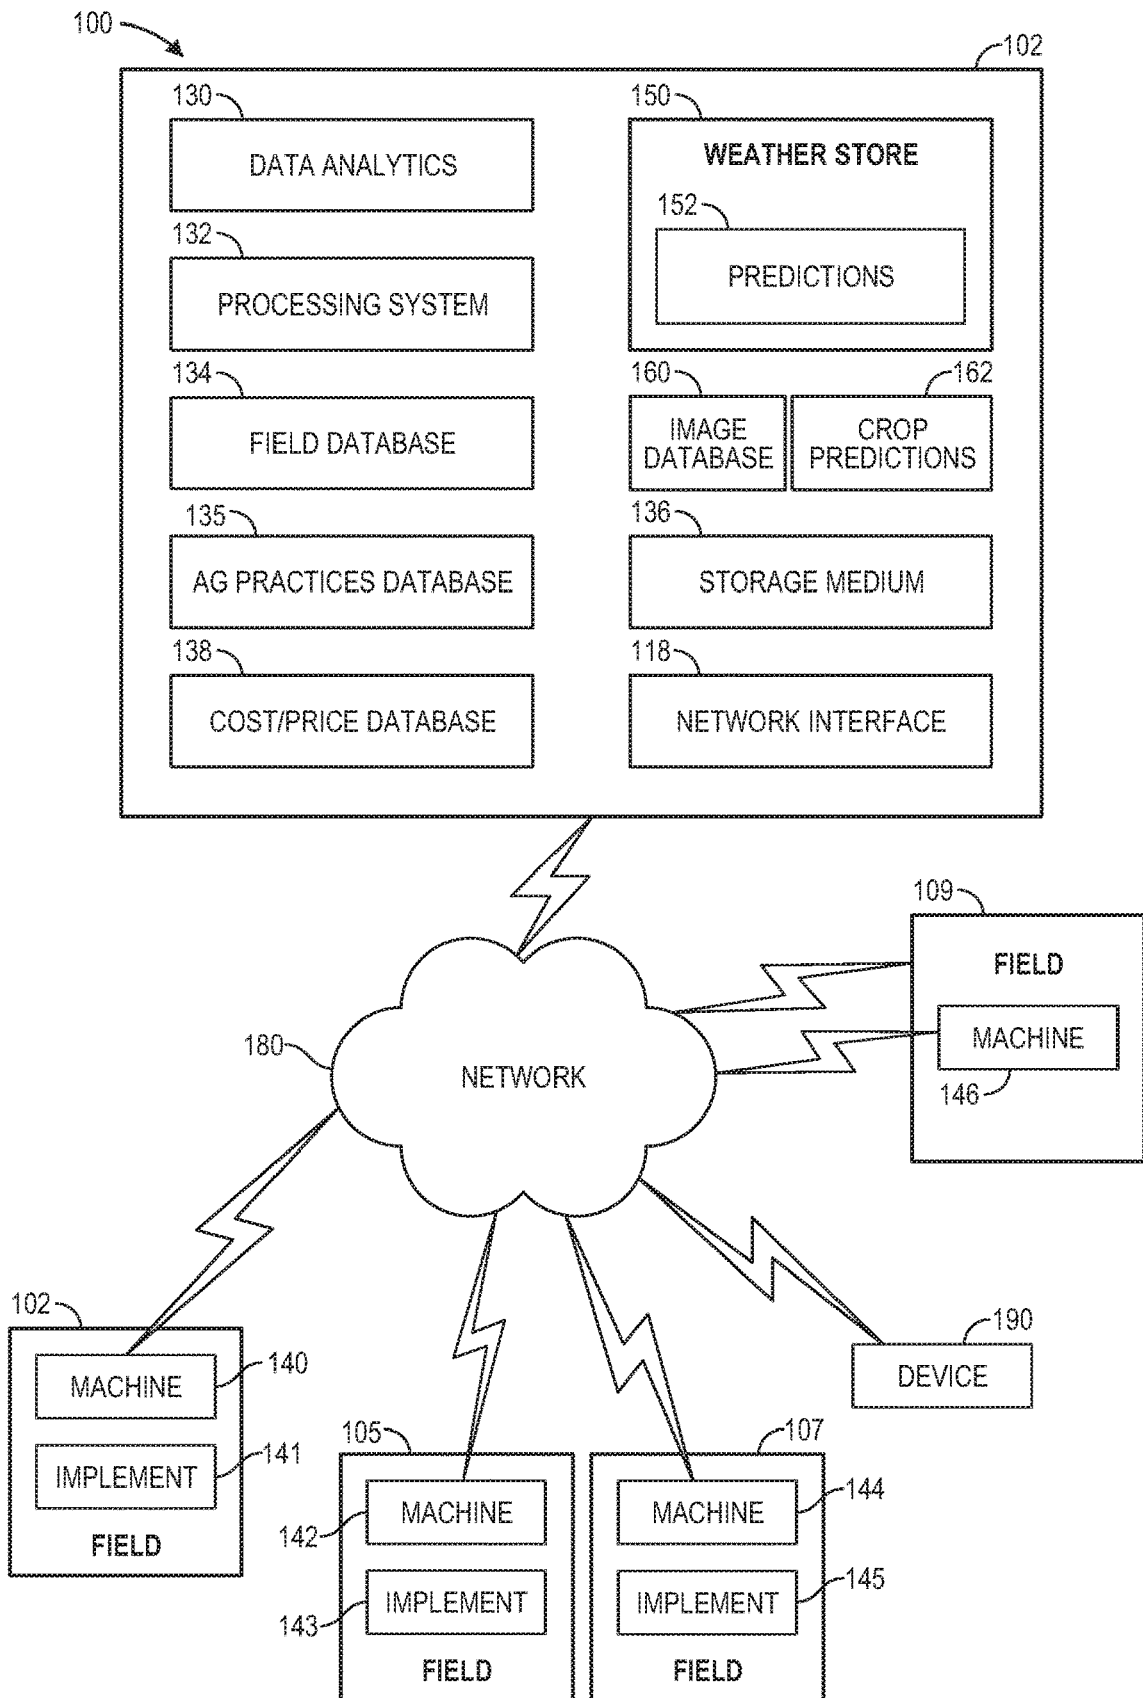 100
102
130
DATA ANALYTICS
132
PROCESSING SYSTEM
134
FIELD DATABASE
135
AG PRACTICES DATABASE
138
COST/PRICE DATABASE
150
WEATHER STORE
152
PREDICTIONS
160
IMAGE
DATABASE
162
CROP
PREDICTIONS
136
STORAGE MEDIUM
118
NETWORK INTERFACE
180
NETWORK
109
FIELD
MACHINE
146
102
MACHINE
140
IMPLEMENT
141
FIELD
105
MACHINE
142
IMPLEMENT
143
FIELD
107
MACHINE
144
IMPLEMENT
145
FIELD
190
DEVICE